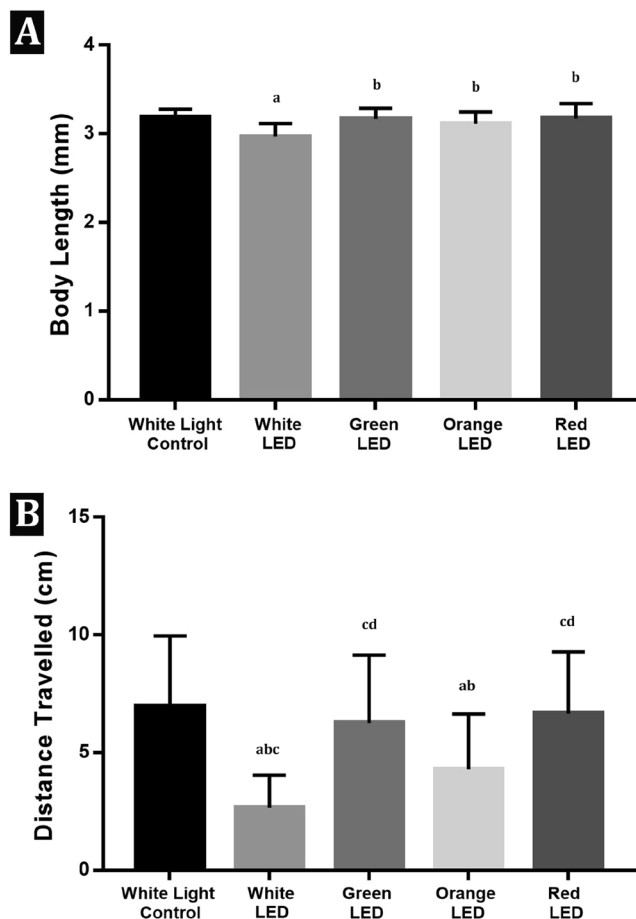 A
4
3
2
1
0
Body Length (mm)
a
b
b
b
White Light
Control
White
LED
Green
LED
Orange
LED
Red
LED
B
15
10
5
0
Distance Travelled (cm)
abc
cd
ab
cd
White Light
Control
White
LED
Green
LED
Orange
LED
Red
LED